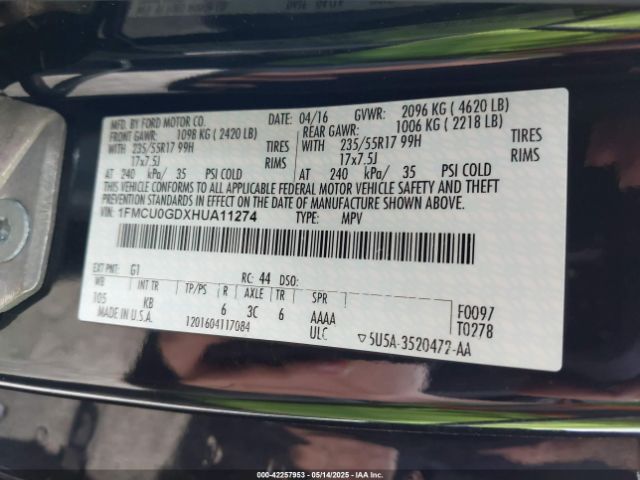 MFD. BY FORD MOTOR CO. DATE: 04/16 GVWR: 2096 KG ( 4620 LB)
FRONT GAWR: 1098 KG ( 2420 LB) REAR GAWR: 1006 KG ( 2218 LB)
WITH 235/55R17 99H TIRES WITH 235/55R17 99H TIRES
17x7.5J RIMS 17x7.5J RIMS
AT 240 kPa/ 35 PSI COLD AT 240 kPa/ 35 PSI COLD
THIS VEHICLE CONFORMS TO ALL APPLICABLE FEDERAL MOTOR VEHICLE SAFETY AND THEFT
PREVENTION STANDARDS IN EFFECT ON THE DATE OF MANUFACTURE SHOWN ABOVE.
VIN: 1FMCU0GDXHUA11274 TYPE: MPV
EXT PNT: G1 RC: 44 DSO:
WB INT TR TP/PS R AXLE TR SPR
105 KB 6 3C 6 AAAA F0097
MADE IN U.S.A. 1201604117084 ULC T0278
5U5A-3520472-AA
000-42257953 - 05/14/2025 - IAA Inc.